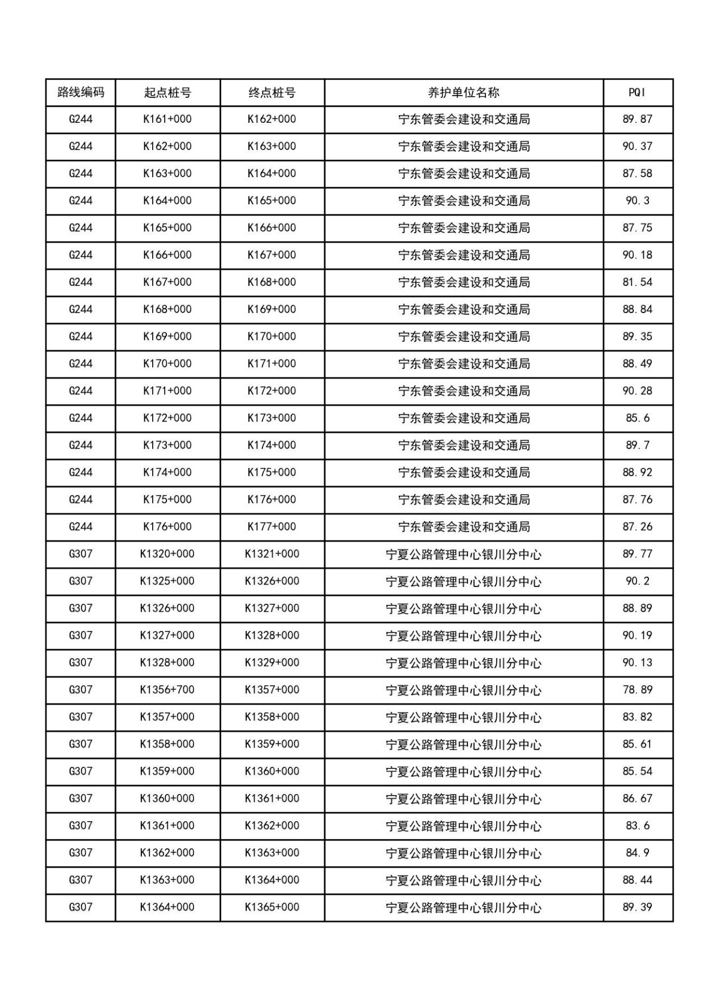 路线编码 起点桩号 终点桩号 养护单位名称 PQI
G244 K161+000 K162+000 宁东管委会建设和交通局 89.87
G244 K162+000 K163+000 宁东管委会建设和交通局 90.37
G244 K163+000 K164+000 宁东管委会建设和交通局 87.58
G244 K164+000 K165+000 宁东管委会建设和交通局 90.3
G244 K165+000 K166+000 宁东管委会建设和交通局 87.75
G244 K166+000 K167+000 宁东管委会建设和交通局 90.18
G244 K167+000 K168+000 宁东管委会建设和交通局 81.54
G244 K168+000 K169+000 宁东管委会建设和交通局 88.84
G244 K169+000 K170+000 宁东管委会建设和交通局 89.35
G244 K170+000 K171+000 宁东管委会建设和交通局 88.49
G244 K171+000 K172+000 宁东管委会建设和交通局 90.28
G244 K172+000 K173+000 宁东管委会建设和交通局 85.6
G244 K173+000 K174+000 宁东管委会建设和交通局 89.7
G244 K174+000 K175+000 宁东管委会建设和交通局 88.92
G244 K175+000 K176+000 宁东管委会建设和交通局 87.76
G244 K176+000 K177+000 宁东管委会建设和交通局 87.26
G307 K1320+000 K1321+000 宁夏公路管理中心银川分中心 89.77
G307 K1325+000 K1326+000 宁夏公路管理中心银川分中心 90.2
G307 K1326+000 K1327+000 宁夏公路管理中心银川分中心 88.89
G307 K1327+000 K1328+000 宁夏公路管理中心银川分中心 90.19
G307 K1328+000 K1329+000 宁夏公路管理中心银川分中心 90.13
G307 K1356+700 K1357+000 宁夏公路管理中心银川分中心 78.89
G307 K1357+000 K1358+000 宁夏公路管理中心银川分中心 83.82
G307 K1358+000 K1359+000 宁夏公路管理中心银川分中心 85.61
G307 K1359+000 K1360+000 宁夏公路管理中心银川分中心 85.54
G307 K1360+000 K1361+000 宁夏公路管理中心银川分中心 86.67
G307 K1361+000 K1362+000 宁夏公路管理中心银川分中心 83.6
G307 K1362+000 K1363+000 宁夏公路管理中心银川分中心 84.9
G307 K1363+000 K1364+000 宁夏公路管理中心银川分中心 88.44
G307 K1364+000 K1365+000 宁夏公路管理中心银川分中心 89.39